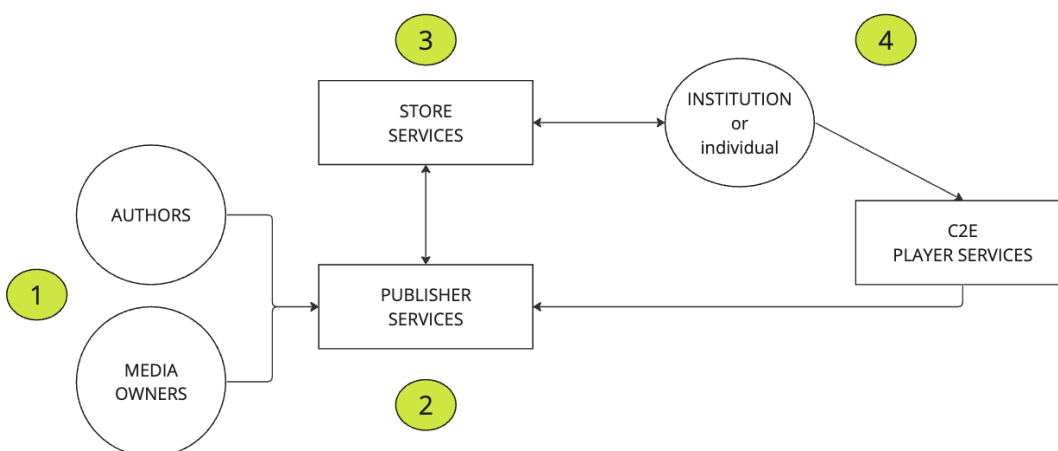 3
4
STORE
SERVICES
INSTITUTION
or
individual
AUTHORS
C2E
PLAYER SERVICES
1
PUBLISHER
SERVICES
MEDIA
OWNERS
2